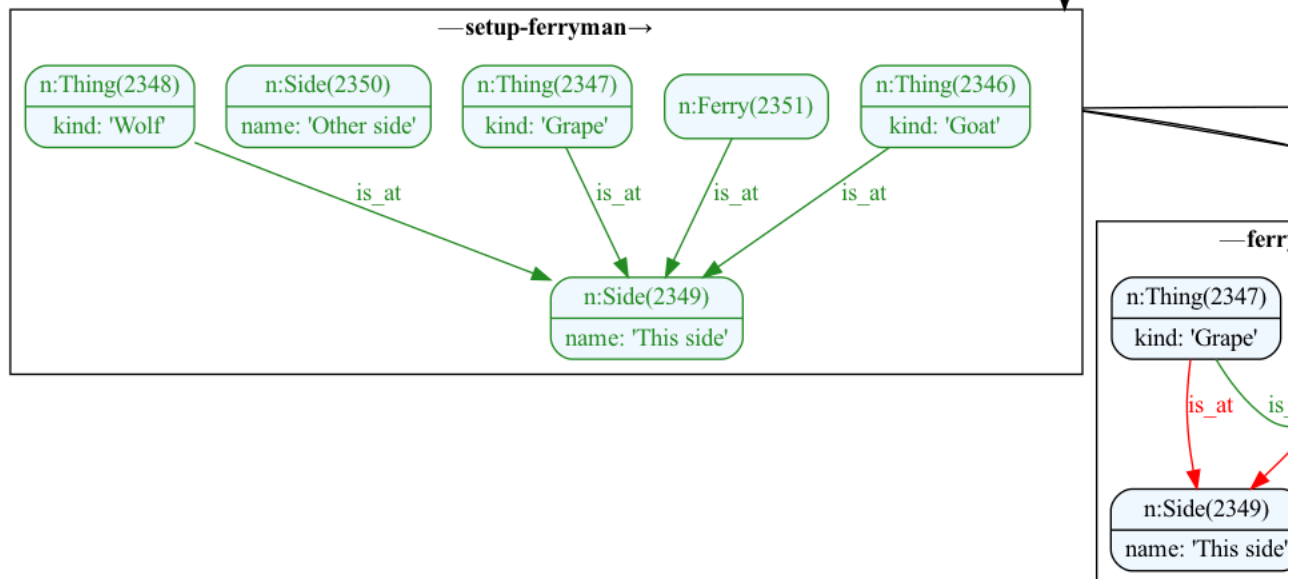 —setup-ferryman→
n:Thing(2348)
kind: 'Wolf'
n:Side(2350)
name: 'Other side'
n:Thing(2347)
kind: 'Grape'
n:Ferry(2351)
n:Thing(2346)
kind: 'Goat'
is_at
is_at
is_at
is_at
n:Side(2349)
name: 'This side'
—ferry
n:Thing(2347)
kind: 'Grape'
is_at
is_
n:Side(2349)
name: 'This side'